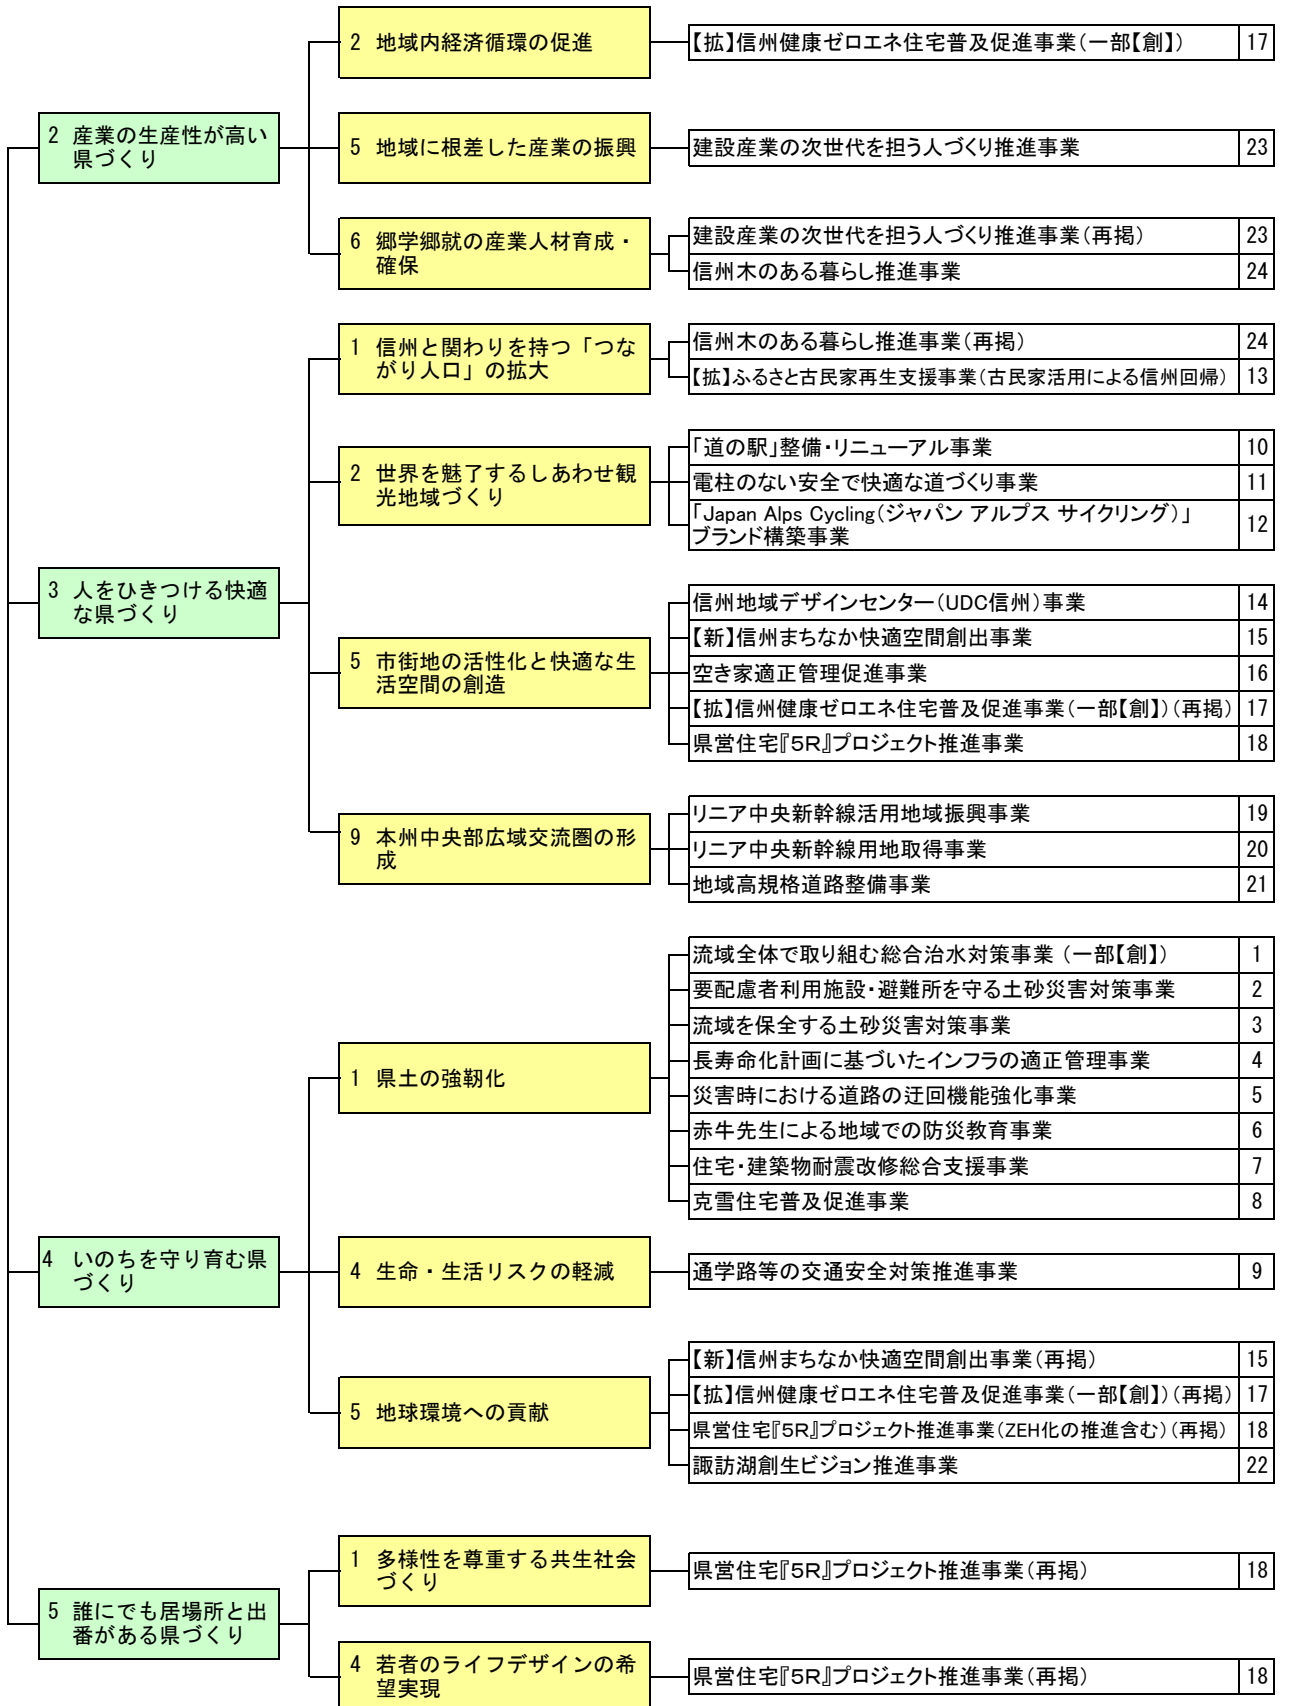 2 産業の生産性が高い
県づくり
2 地域内経済循環の促進
【拡】信州健康ゼロエネ住宅普及促進事業（一部【創】） 17
5 地域に根差した産業の振興
建設産業の次世代を担う人づくり推進事業 23
6 郷学郷就の産業人材育成・
確保
建設産業の次世代を担う人づくり推進事業（再掲） 23
信州木のある暮らし推進事業 24
3 人をひきつける快適
な県づくり
1 信州と関わりを持つ「つな
がり人口」の拡大
信州木のある暮らし推進事業（再掲） 24
【拡】ふるさと古民家再生支援事業（古民家活用による信州回帰） 13
2 世界を魅了するしあわせ観
光地域づくり
「道の駅」整備・リニューアル事業 10
電柱のない安全で快適な道づくり事業 11
「Japan Alps Cycling（ジャパン アルプス サイクリング）」
ブランド構築事業 12
5 市街地の活性化と快適な生
活空間の創造
信州地域デザインセンター（UDC信州）事業 14
【新】信州まちなか快適空間創出事業 15
空き家適正管理促進事業 16
【拡】信州健康ゼロエネ住宅普及促進事業（一部【創】）（再掲） 17
県営住宅『５Ｒ』プロジェクト推進事業 18
9 本州中央部広域交流圏の形
成
リニア中央新幹線活用地域振興事業 19
リニア中央新幹線用地取得事業 20
地域高規格道路整備事業 21
4 いのちを守り育む県
づくり
1 県土の強靭化
流域全体で取り組む総合治水対策事業 （一部【創】） 1
要配慮者利用施設・避難所を守る土砂災害対策事業 2
流域を保全する土砂災害対策事業 3
長寿命化計画に基づいたインフラの適正管理事業 4
災害時における道路の迂回機能強化事業 5
赤牛先生による地域での防災教育事業 6
住宅・建築物耐震改修総合支援事業 7
克雪住宅普及促進事業 8
4 生命・生活リスクの軽減
通学路等の交通安全対策推進事業 9
5 地球環境への貢献
【新】信州まちなか快適空間創出事業（再掲） 15
【拡】信州健康ゼロエネ住宅普及促進事業（一部【創】）（再掲） 17
県営住宅『５Ｒ』プロジェクト推進事業（ZEH化の推進含む）（再掲） 18
諏訪湖創生ビジョン推進事業 22
5 誰にでも居場所と出
番がある県づくり
1 多様性を尊重する共生社会
づくり
県営住宅『５Ｒ』プロジェクト推進事業（再掲） 18
4 若者のライフデザインの希
望実現
県営住宅『５Ｒ』プロジェクト推進事業（再掲） 18